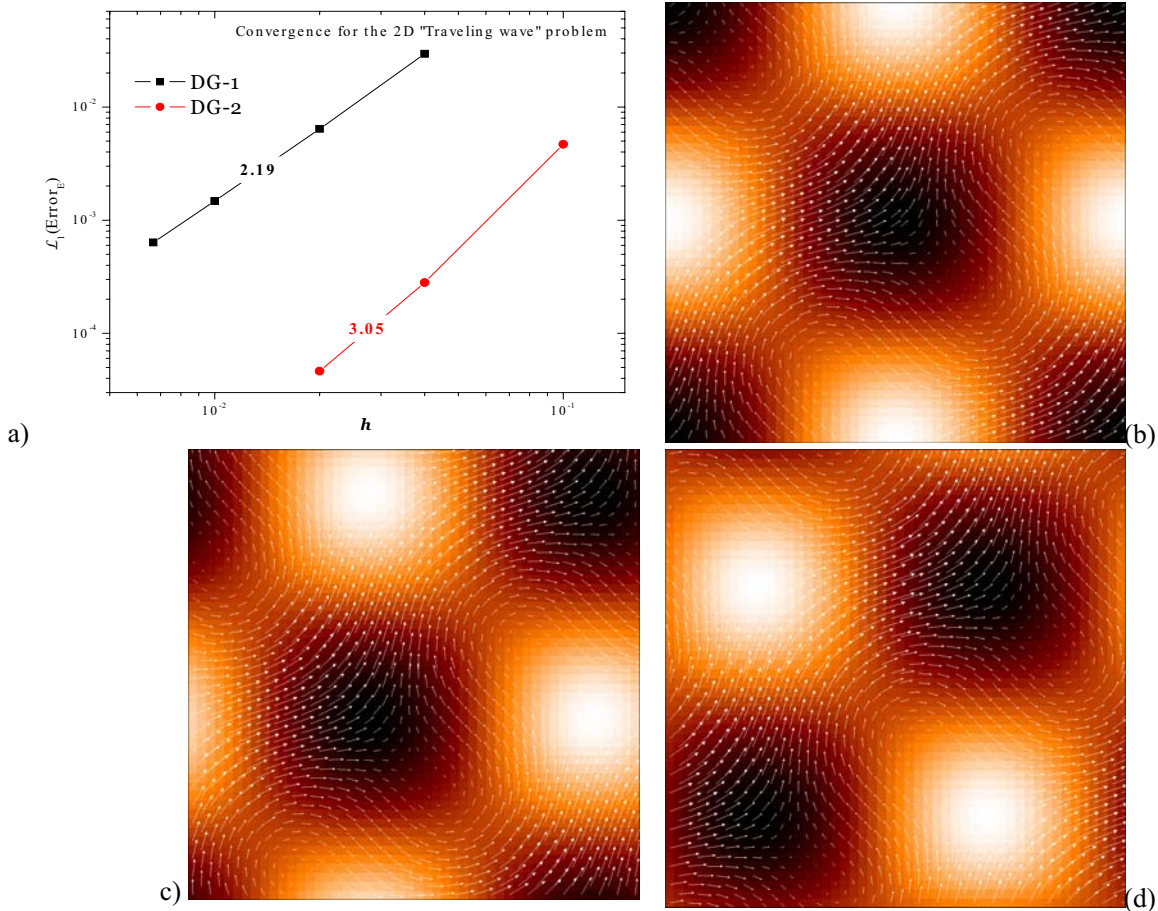 Convergence for the 2D "Traveling wave" problem
DG-1
DG-2
10⁻²
10⁻³
10⁻⁴
ℒ₁(Error_E)
2.19
3.05
10⁻²
10⁻¹
h
a)
(b)
c)
(d)